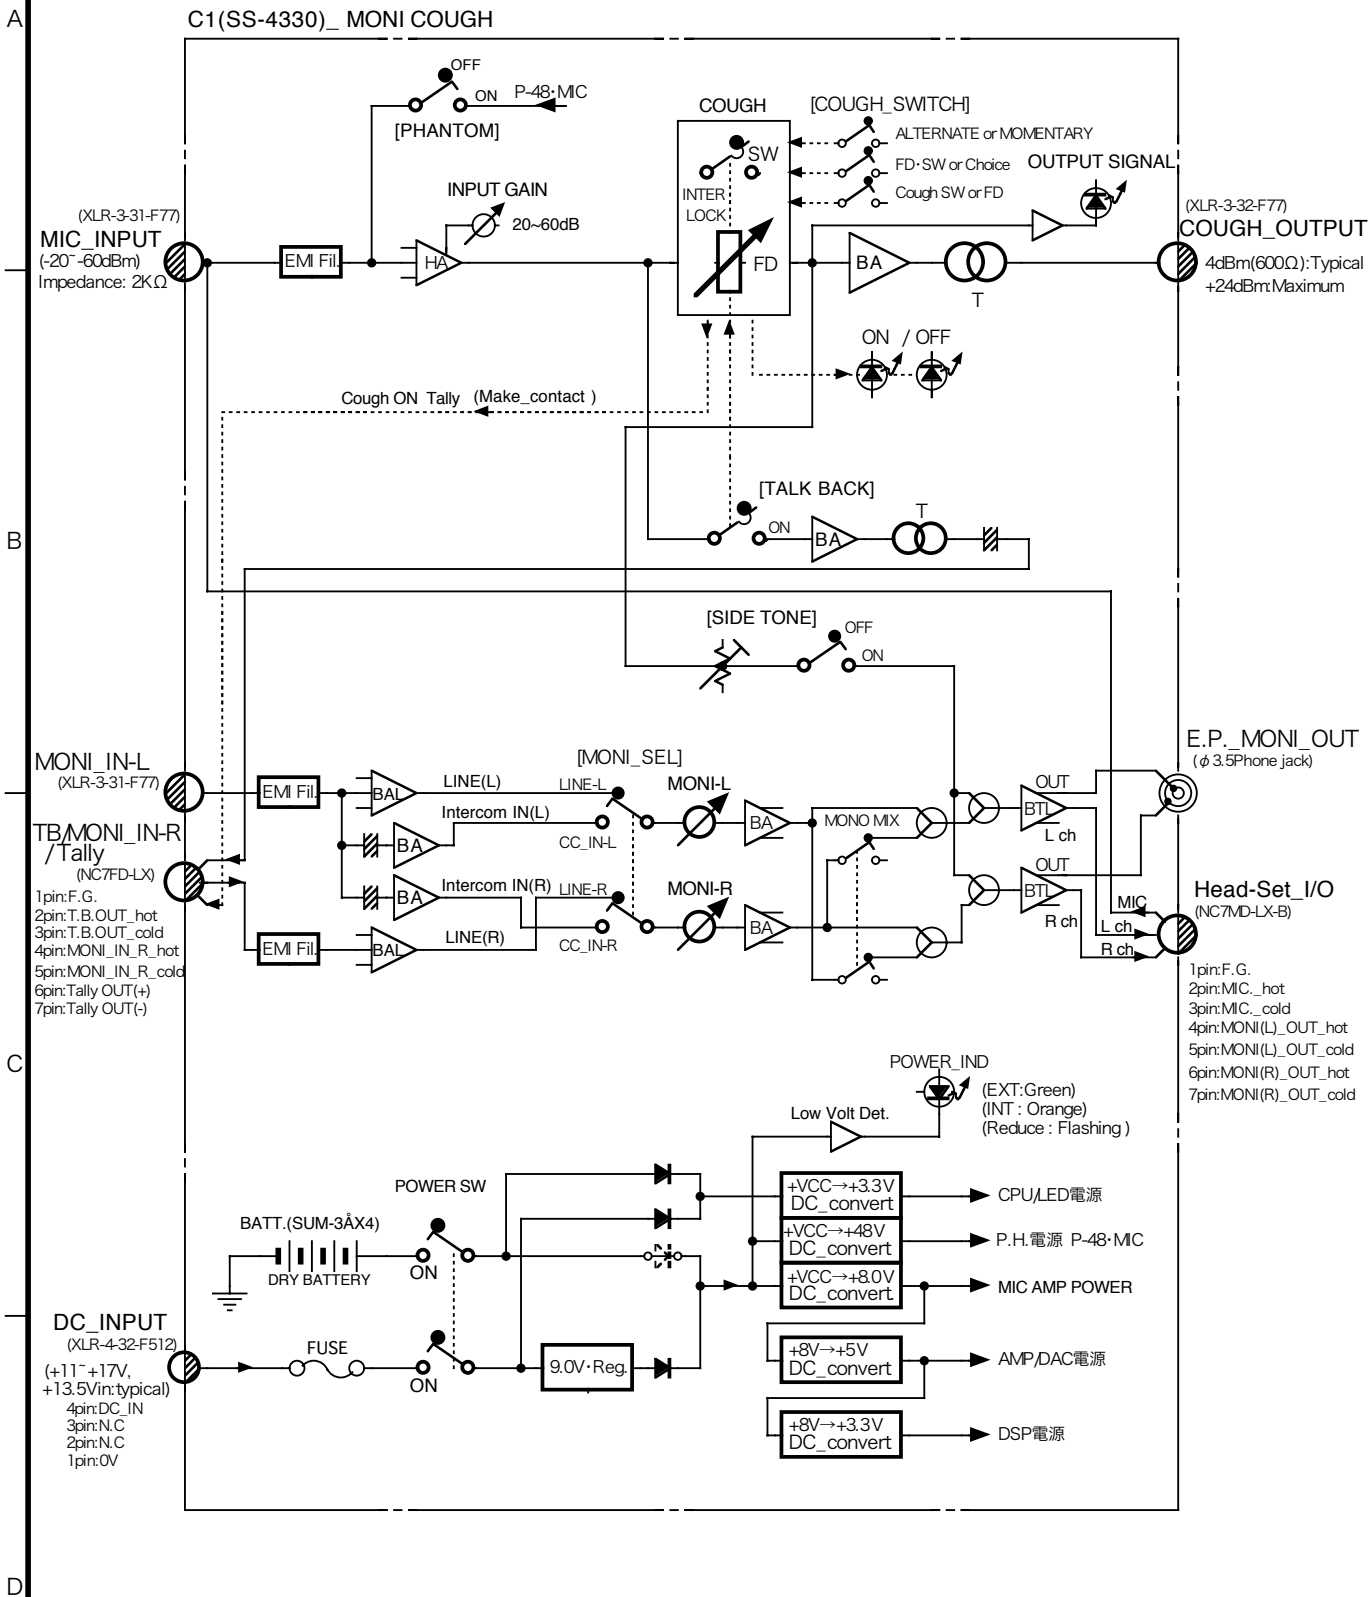 A
C1(SS-4330)_ MONI COUGH
OFF
ON
P-48・MIC
[PHANTOM]
COUGH
[COUGH_SWITCH]
SW
ALTERNATE or MOMENTARY
FD・SW or Choice
Cough SW or FD
INTER
LOCK
FD
OUTPUT SIGNAL
INPUT GAIN
20~60dB
(XLR-3-31-F77)
MIC_INPUT
(-20~-60dBm)
Impedance: 2KΩ
EMI Fil.
HA
BA
T
(XLR-3-32-F77)
COUGH_OUTPUT
4dBm(600Ω):Typical
+24dBm:Maximum
ON / OFF
Cough ON Tally (Make_contact )
[TALK BACK]
B
ON
BA
T
[SIDE TONE]
OFF
ON
MONI_IN-L
(XLR-3-31-F77)
EMI Fil.
BAL
LINE(L)
Intercom IN(L)
BA
[MONI_SEL]
LINE-L
CC_IN-L
MONI-L
BA
MONO MIX
OUT
BTL
L ch
E.P._MONI_OUT
(φ3.5Phone jack)
TB/MONI_IN-R
/Tally
(NC7FD-LX)
1pin:F.G.
2pin:T.B.OUT_hot
3pin:T.B.OUT_cold
4pin:MONI_IN_R_hot
5pin:MONI_IN_R_cold
6pin:Tally OUT(+)
7pin:Tally OUT(-)
BA
Intercom IN(R)
LINE-R
EMI Fil.
BAL
LINE(R)
CC_IN-R
MONI-R
BA
OUT
BTL
R ch
MIC
L ch
R ch
Head-Set_I/O
(NC7MD-LX-B)
1pin:F.G.
2pin:MIC._hot
3pin:MIC._cold
4pin:MONI(L)_OUT_hot
5pin:MONI(L)_OUT_cold
6pin:MONI(R)_OUT_hot
7pin:MONI(R)_OUT_cold
C
POWER_IND
(EXT:Green)
(INT : Orange)
(Reduce : Flashing )
Low Volt Det.
POWER SW
BATT.(SUM-3ÅX4)
DRY BATTERY
ON
+VCC→+3.3V
DC_convert
CPU/LED電源
+VCC→+48V
DC_convert
P.H.電源 P-48・MIC
+VCC→+8.0V
DC_convert
MIC AMP POWER
DC_INPUT
(XLR-4-32-F512)
(+11~+17V,
+13.5Vin:typical)
4pin:DC_IN
3pin:N.C
2pin:N.C
1pin:0V
FUSE
ON
9.0V・Reg.
+8V→+5V
DC_convert
AMP/DAC電源
+8V→+3.3V
DC_convert
DSP電源
D